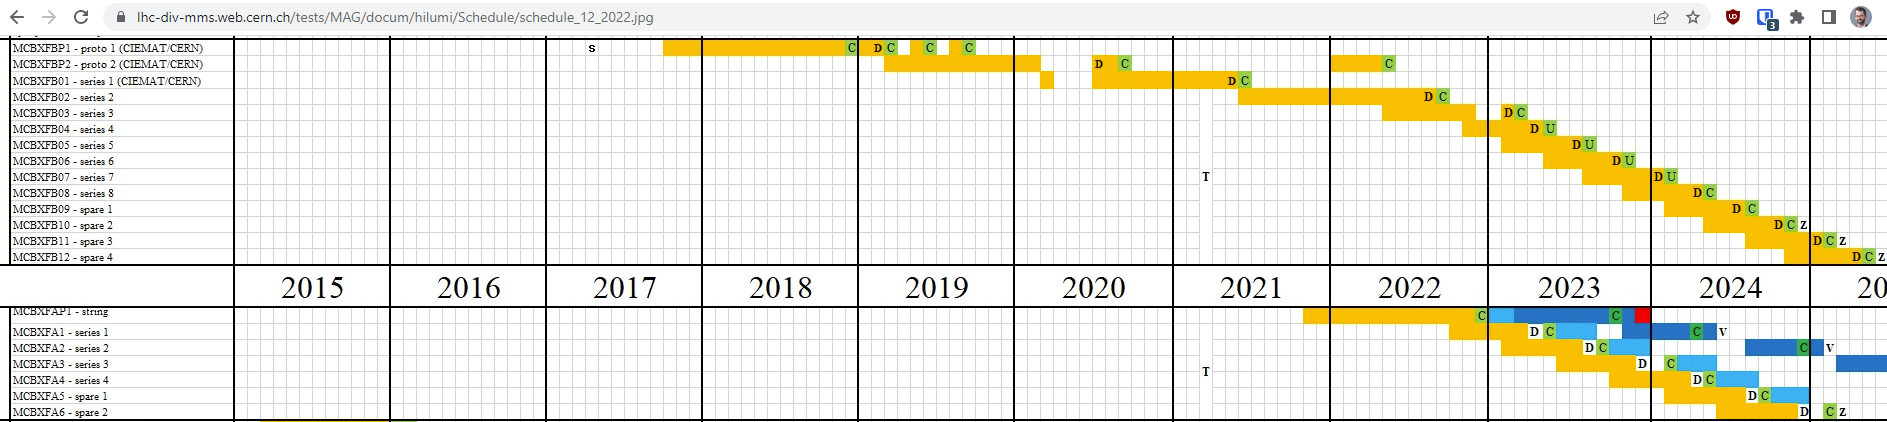 lhc-div-mms.web.cern.ch/tests/MAG/docum/hilumi/Schedule/schedule_12_2022.jpg
3
MCBXFBP1 - proto 1 (CIEMAT/CERN) S C D C C C
MCBXFBP2 - proto 2 (CIEMAT/CERN) D C C
MCBXFB01 - series 1 (CIEMAT/CERN) D C
MCBXFB02 - series 2 D C
MCBXFB03 - series 3 D C
MCBXFB04 - series 4 D U
MCBXFB05 - series 5 D U
MCBXFB06 - series 6 D U
MCBXFB07 - series 7 T D U
MCBXFB08 - series 8 D C
MCBXFB09 - spare 1 D C
MCBXFB10 - spare 2 D C Z
MCBXFB11 - spare 3 D C Z
MCBXFB12 - spare 4 D C Z
2015 2016 2017 2018 2019 2020 2021 2022 2023 2024 20
MCBXFAP1 - string C C
MCBXFA1 - series 1 D C C V
MCBXFA2 - series 2 D C C V
MCBXFA3 - series 3 T D C
MCBXFA4 - series 4 D C
MCBXFA5 - spare 1 D C
MCBXFA6 - spare 2 D C Z